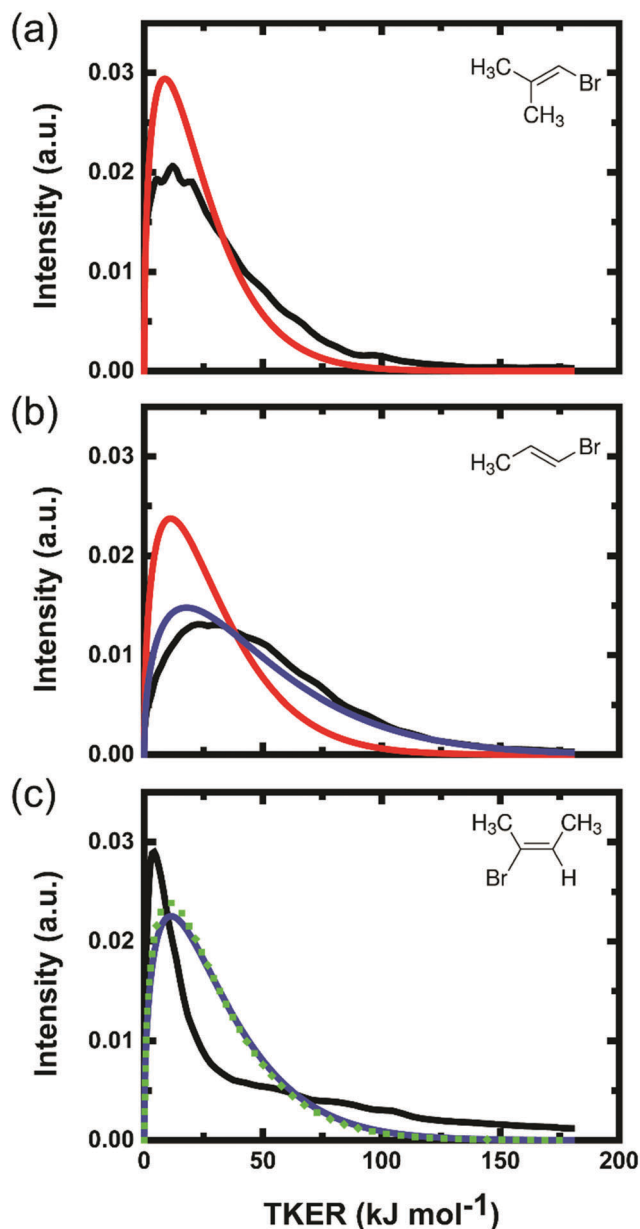 (a)
0.03
0.02
0.01
0.00
Intensity (a.u.)
H₃C
Br
CH₃
(b)
0.03
0.02
0.01
0.00
Intensity (a.u.)
H₃C
Br
(c)
0.03
0.02
0.01
0.00
Intensity (a.u.)
H₃C CH₃
Br H
0 50 100 150 200
TKER (kJ mol⁻¹)